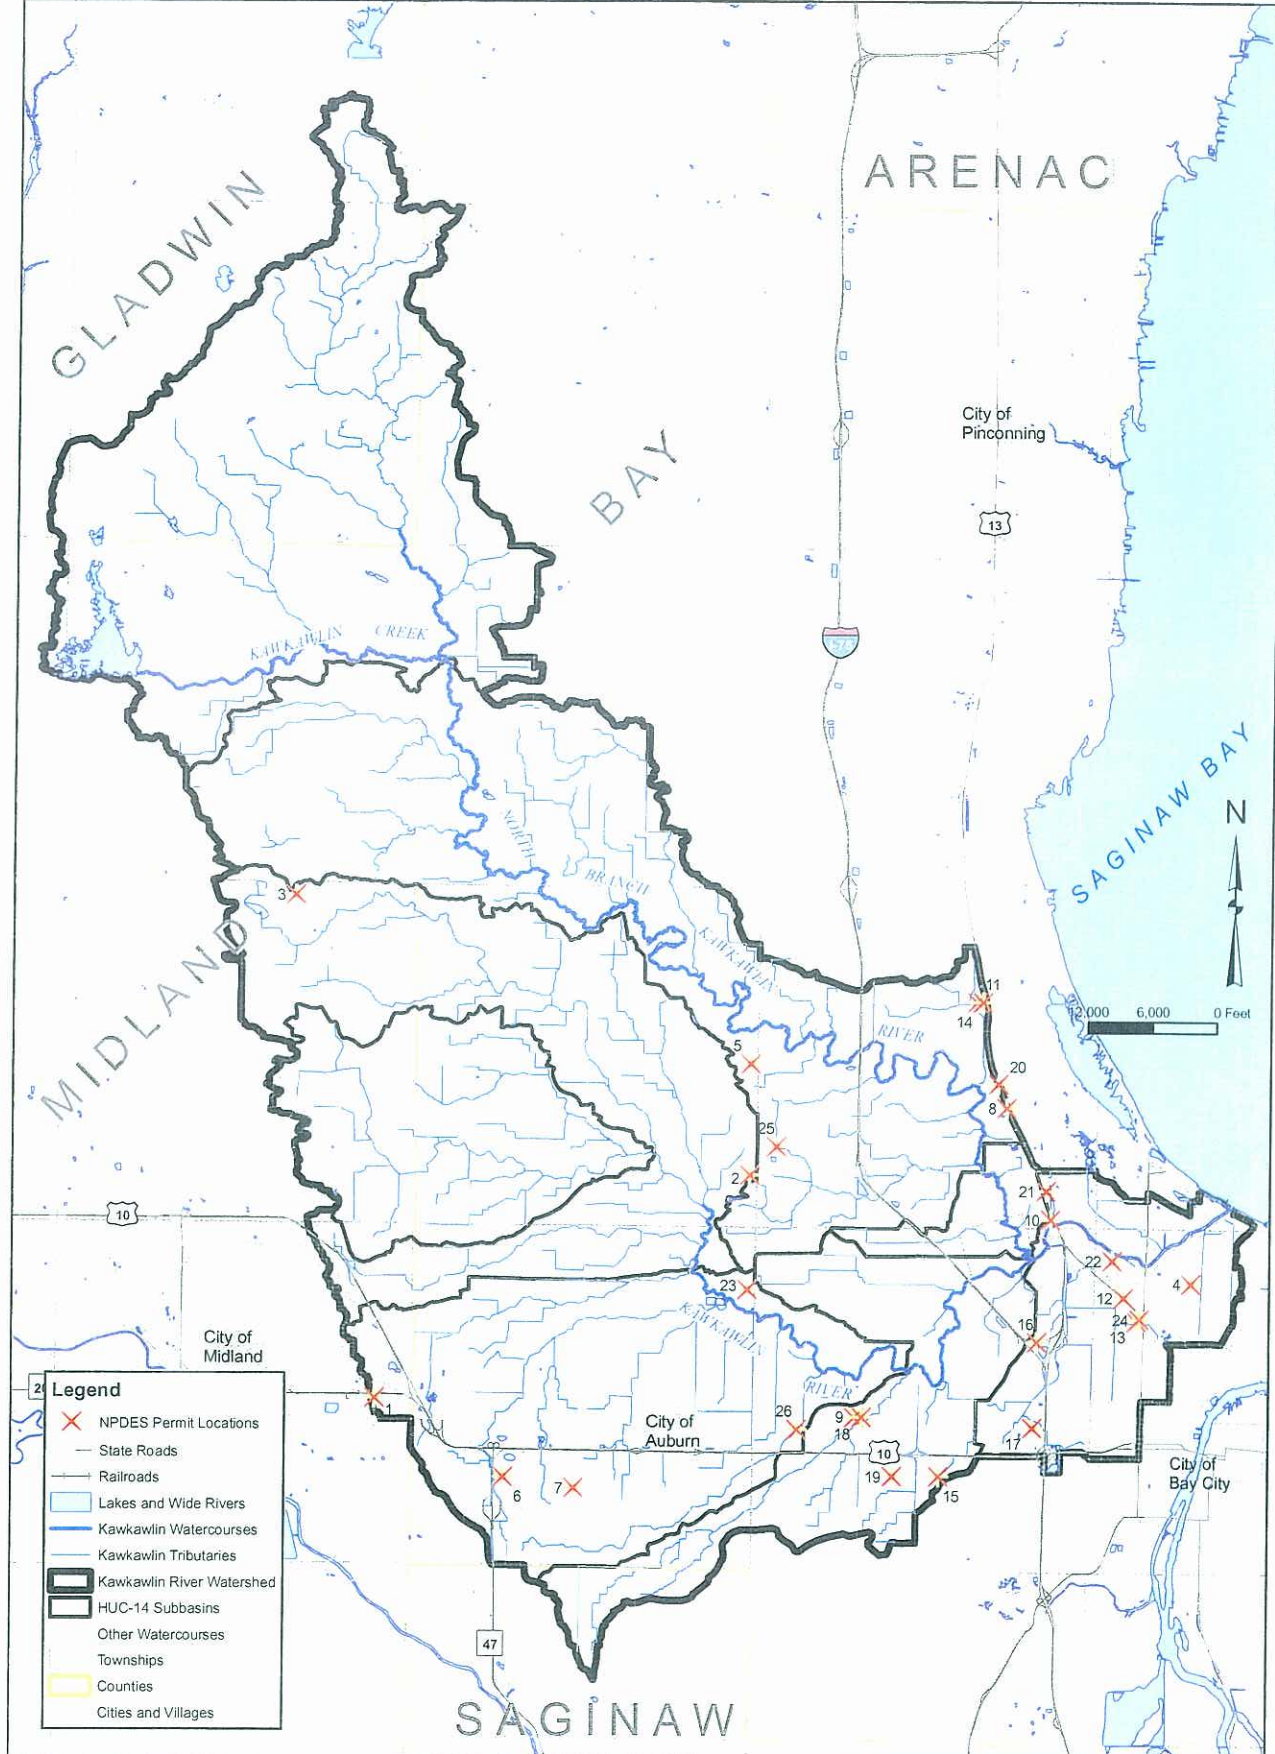 ARENAC
GLADWIN
City of
Pinconning
BAY
13
KAWKAWLIN CREEK
SAGINAW BAY
N
NORTH
BRANCH
3
KAWKAWLIN
MIDLAND
11
14
12,000 6,000 0 Feet
RIVER
5
20
8
25
2
21
10
10
22
4
23
12
24
13
16
KAWKAWLIN
City of
Midland
RIVER
1
26
9
18
City of
Auburn
10
17
City of
Bay City
6
7
19
15
47
SAGINAW
Legend
NPDES Permit Locations
State Roads
Railroads
Lakes and Wide Rivers
Kawkawlin Watercourses
Kawkawlin Tributaries
Kawkawlin River Watershed
HUC-14 Subbasins
Other Watercourses
Townships
Counties
Cities and Villages